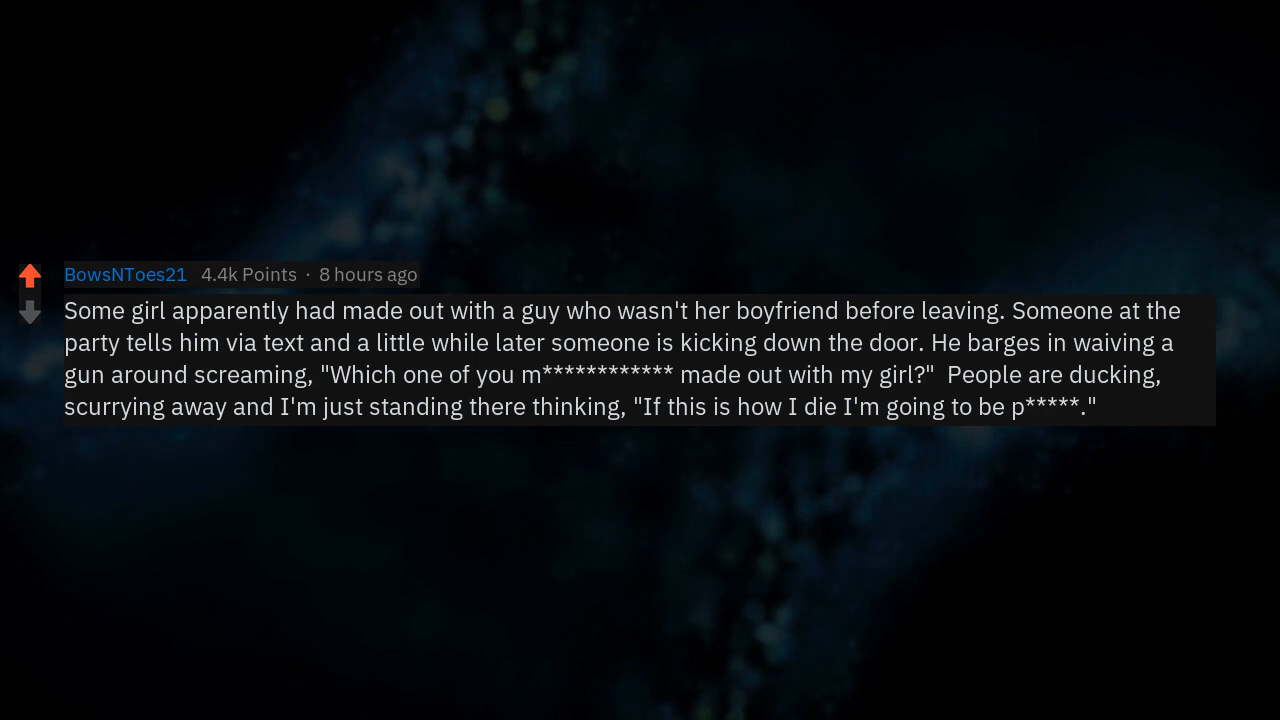 BowsNToes21 4.4k Points · 8 hours ago
Some girl apparently had made out with a guy who wasn't her boyfriend before leaving. Someone at the
party tells him via text and a little while later someone is kicking down the door. He barges in waiving a
gun around screaming, "Which one of you m************ made out with my girl?"  People are ducking,
scurrying away and I'm just standing there thinking, "If this is how I die I'm going to be p*****."